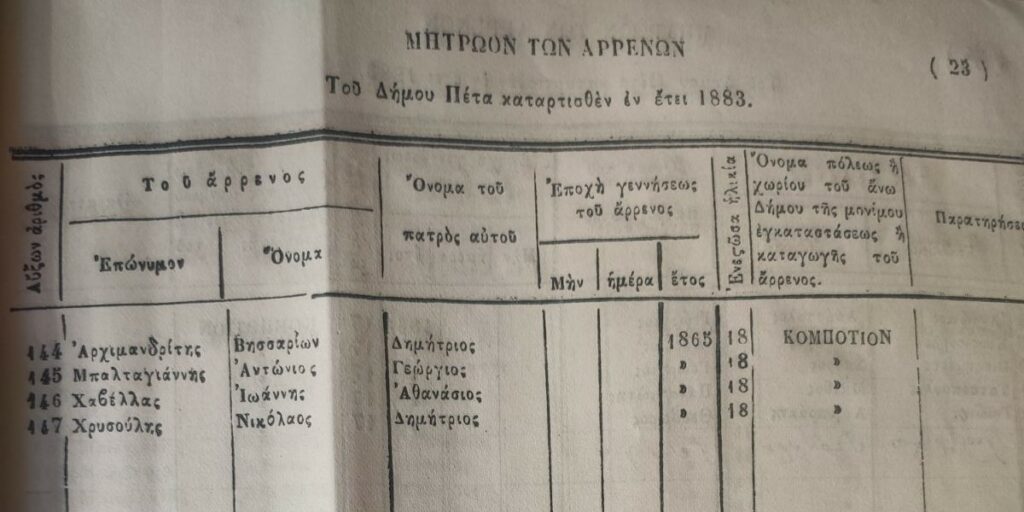 ΜΗΤΡΩΟΝ ΤΩΝ ΑΡΡΕΝΩΝ
( 23 )
Τοῦ Δήμου Πέτα καταρτισθὲν ἐν ἔτει 1883.
Αὔξων ἀριθμὸς
Τοῦ ἄρρενος
Ἐπώνυμον
Ὄνομα
Ὄνομα τοῦ
πατρὸς αὐτοῦ
Ἐποχὴ γεννήσεως
τοῦ ἄρρενος
Μὴν
ἡμέρα
ἔτος
Ἐνεστῶσα ἡλικία
Ὄνομα πόλεως ἢ
χωρίου τοῦ ἄνω
Δήμου τῆς μονίμου
ἐγκαταστάσεως ἢ
καταγωγῆς τοῦ
ἄρρενος.
Παρατηρήσε
144 Ἀρχιμανδρίτης Βησσαρίων Δημήτριος 1865 18 ΚΟΜΠΟΤΙΟΝ
145 Μπαλταγιάννης Ἀντώνιος Γεώργιος » 18 »
146 Χαβέλλας Ἰωάννης Ἀθανάσιος » 18 »
147 Χρυσούλης Νικόλαος Δημήτριος » 18 »